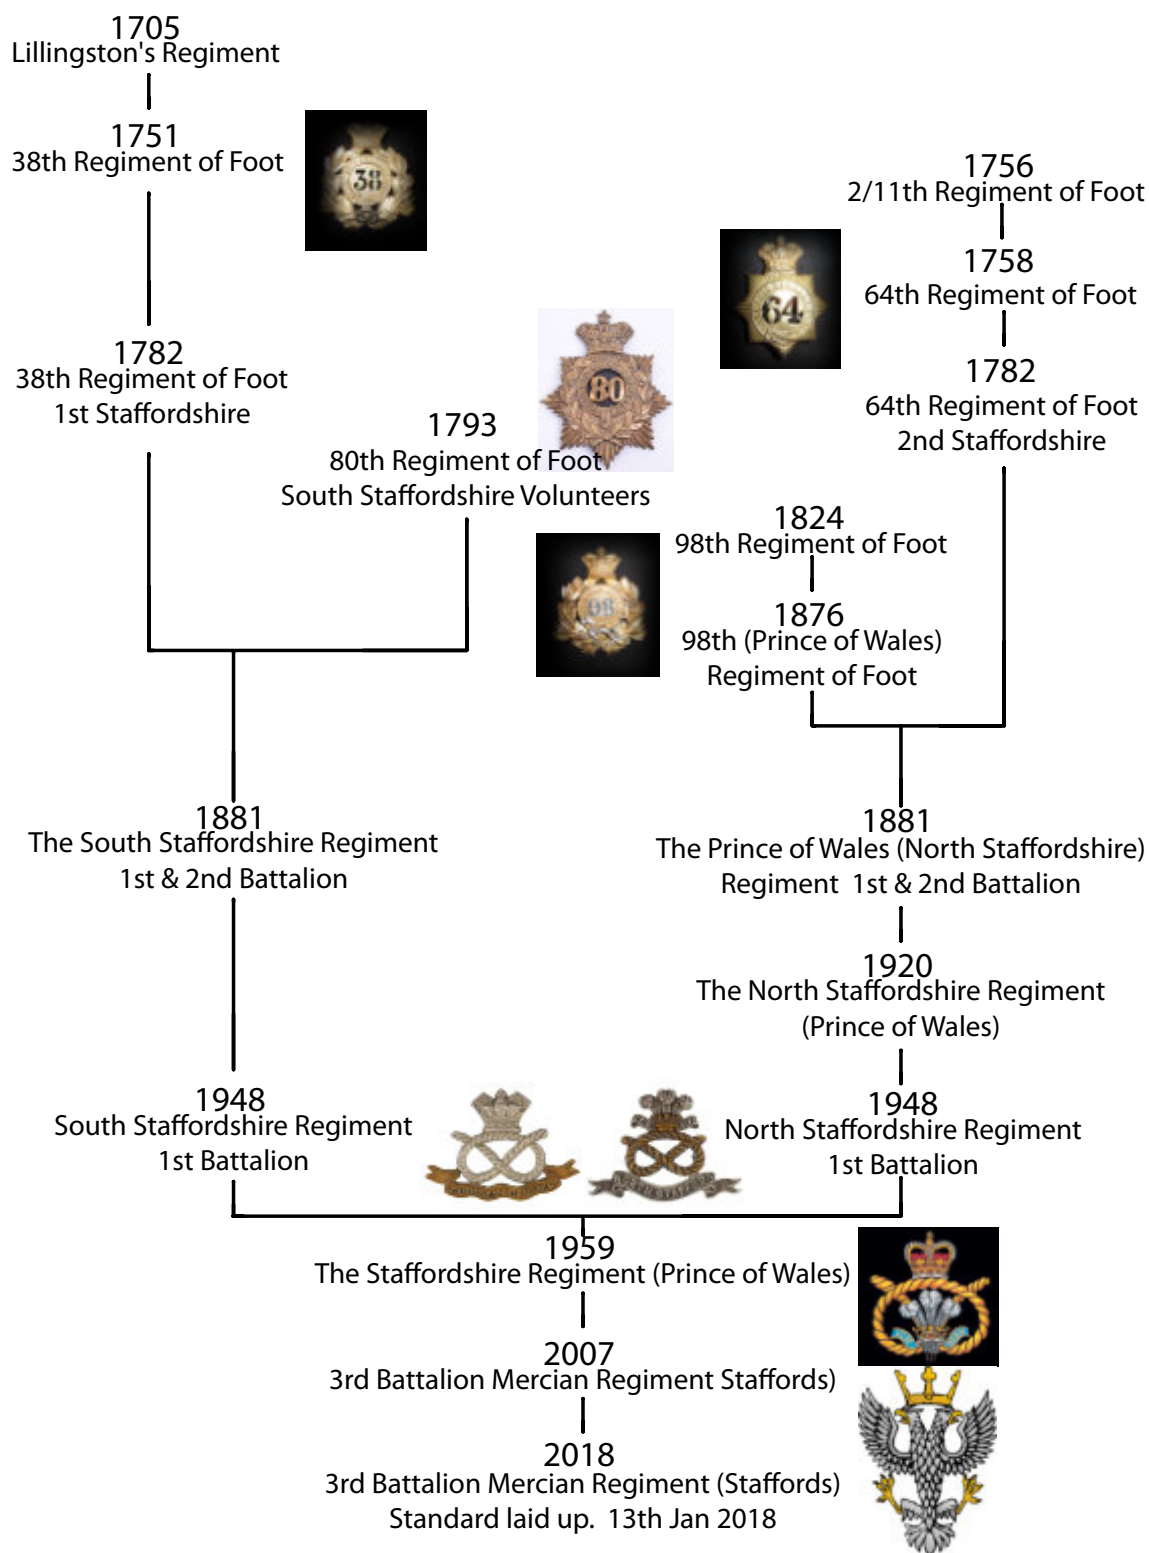 1705
Lillingston's Regiment
1751
38th Regiment of Foot
38
1756
2/11th Regiment of Foot
1758
64th Regiment of Foot
64
1782
38th Regiment of Foot
1st Staffordshire
1782
64th Regiment of Foot
2nd Staffordshire
80
1793
80th Regiment of Foot
South Staffordshire Volunteers
1824
98th Regiment of Foot
98
1876
98th (Prince of Wales)
Regiment of Foot
1881
The South Staffordshire Regiment
1st & 2nd Battalion
1881
The Prince of Wales (North Staffordshire)
Regiment 1st & 2nd Battalion
1920
The North Staffordshire Regiment
(Prince of Wales)
1948
South Staffordshire Regiment
1st Battalion
1948
North Staffordshire Regiment
1st Battalion
NORTH STAFFORD
1959
The Staffordshire Regiment (Prince of Wales)
2007
3rd Battalion Mercian Regiment Staffords)
2018
3rd Battalion Mercian Regiment (Staffords)
Standard laid up. 13th Jan 2018